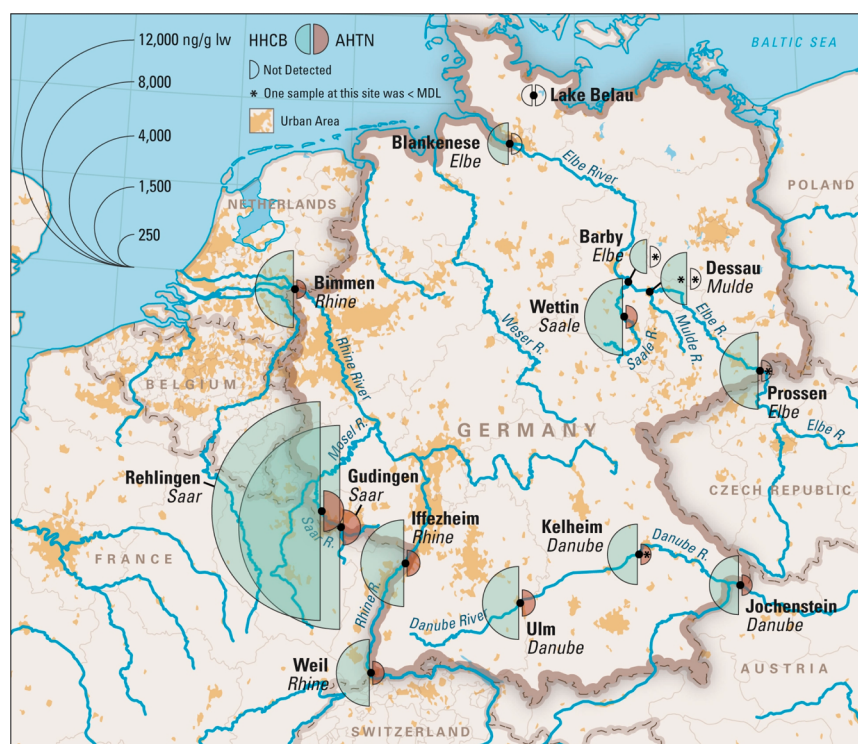 12,000 ng/g lw
8,000
4,000
1,500
250
HHCB
AHTN
Not Detected
* One sample at this site was < MDL
Urban Area
BALTIC SEA
Lake Belau
Blankenese
Elbe
Elbe River
POLAND
NETHERLANDS
Barby
Elbe
Dessau
Mulde
Bimmen
Rhine
Wettin
Saale
Elbe R.
Weser R.
Saale R.
Mulde R.
Rhine River
BELGIUM
Prossen
Elbe
Elbe R.
GERMANY
Mosel R.
Rehlingen
Saar
Gudingen
Saar
Saar R.
Iffezheim
Rhine
CZECH REPUBLIC
Kelheim
Danube
Danube R.
FRANCE
Rhine R.
Danube River
Ulm
Danube
Jochenstein
Danube
Weil
Rhine
AUSTRIA
SWITZERLAND
*
*
*
*
*